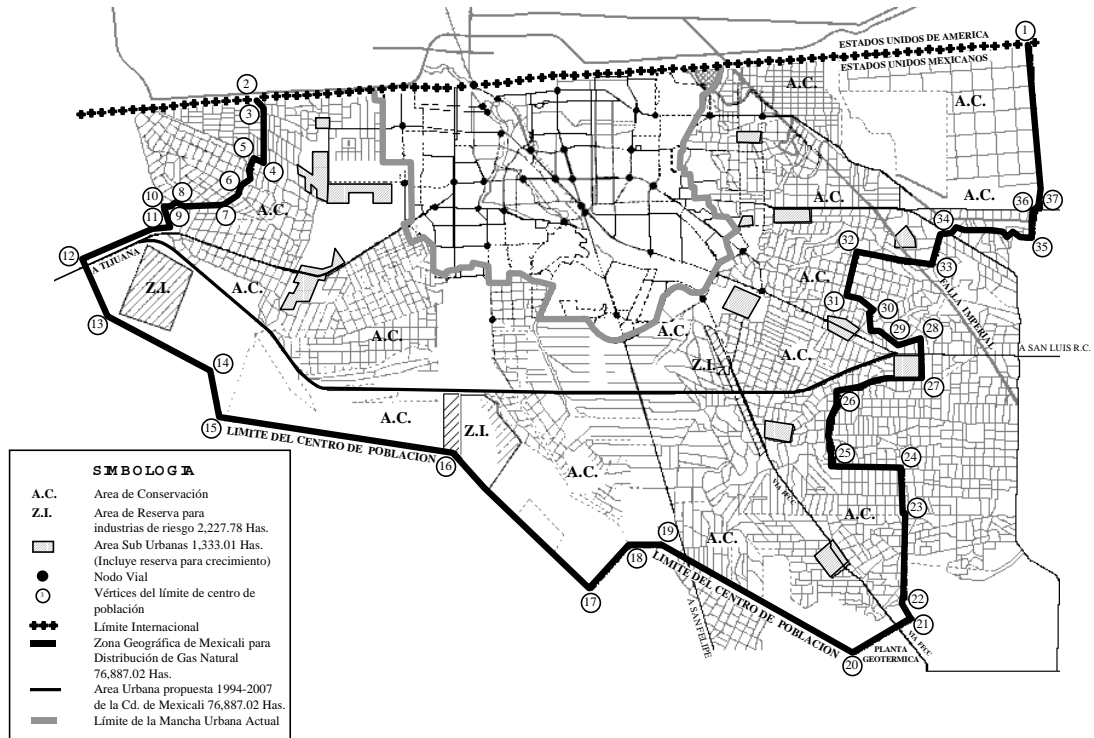 1
ESTADOS UNIDOS DE AMERICA
ESTADOS UNIDOS MEXICANOS
2
3
A.C.
A.C.
5
4
6
A.C.
A.C.
A.C.
10
8
36
37
11
9
7
34
35
12
A TIJUANA
32
33
Z.I.
A.C.
A.C.
FALLA IMPERIAL
31
30
13
A.C.
A.C.
29
28
A SAN LUIS R.C.
14
Z.I.
A.C.
27
26
15
A.C.
LIMITE DEL CENTRO DE POBLACION
Z.I.
16
25
24
A.C.
VIA FFCC
23
A.C.
A.C.
19
18
LIMITE DEL CENTRO DE POBLACION
17
A SAN FELIPE
22
21
VIA FFCC
20
PLANTA
GEOTERMICA
SIMBOLOGIA
A.C. Area de Conservación
Z.I. Area de Reserva para
industrias de riesgo 2,227.78 Has.
Area Sub Urbanas 1,333.01 Has.
(Incluye reserva para crecimiento)
Nodo Vial
3 Vértices del límite de centro de
población
Límite Internacional
Zona Geográfica de Mexicali para
Distribución de Gas Natural
76,887.02 Has.
Area Urbana propuesta 1994-2007
de la Cd. de Mexicali 76,887.02 Has.
Límite de la Mancha Urbana Actual